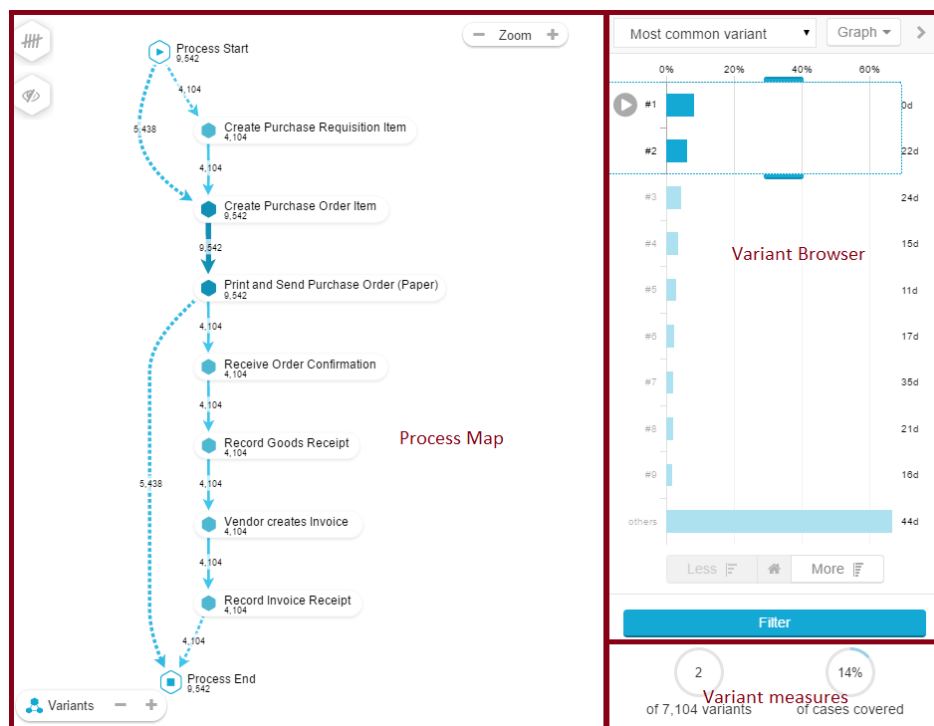 Process Start
9,542
4,104
5,438
Create Purchase Requisition Item
4,104
4,104
Create Purchase Order Item
9,542
9,542
Print and Send Purchase Order (Paper)
9,542
4,104
Receive Order Confirmation
4,104
4,104
Record Goods Receipt
4,104
5,438
4,104
Vendor creates Invoice
4,104
4,104
Record Invoice Receipt
4,104
4,104
Process End
9,542
Process Map
Zoom
Variants
Most common variant
Graph
0% 20% 40% 60%
#1 0d
#2 22d
#3 24d
#4 15d
Variant Browser
#5 11d
#6 17d
#7 35d
#8 21d
#9 16d
others 44d
Less More
Filter
2 14%
Variant measures
of 7,104 variants of cases covered